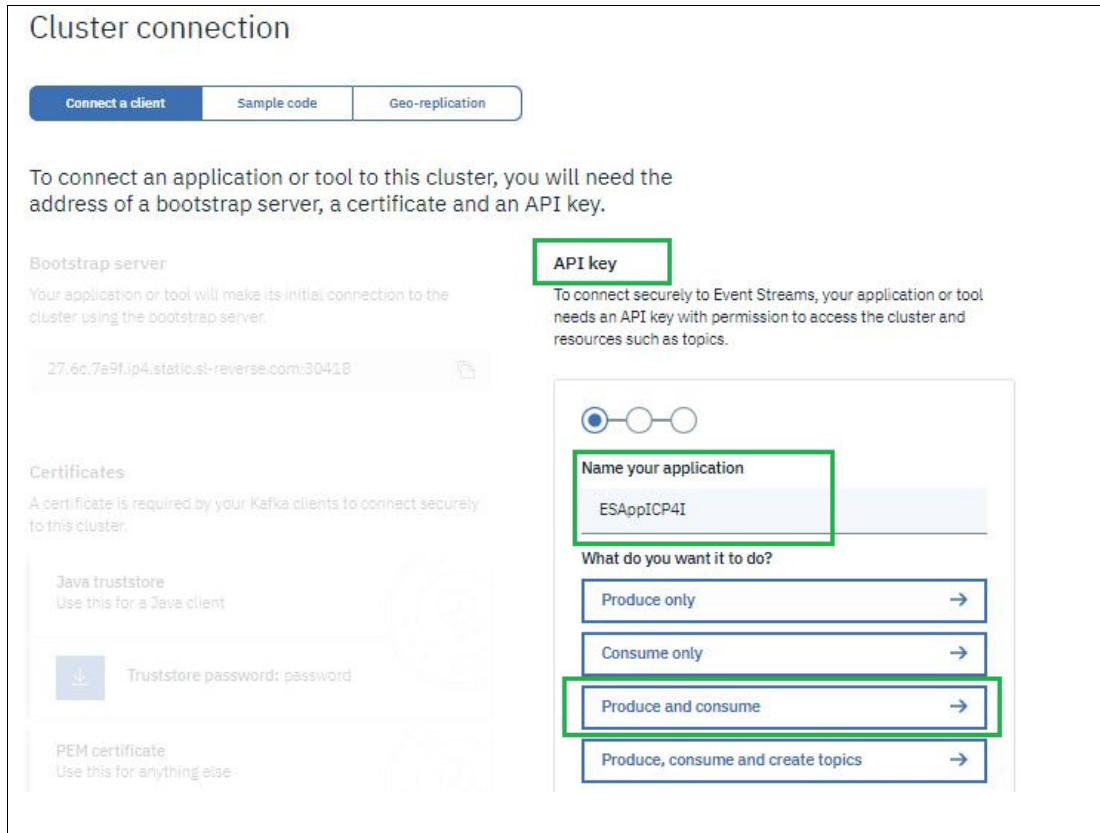 Cluster connection
Connect a client
Sample code
Geo-replication
To connect an application or tool to this cluster, you will need the
address of a bootstrap server, a certificate and an API key.
Bootstrap server
Your application or tool will make its initial connection to the
cluster using the bootstrap server.
27.6c.7a9f.ip4.static.sl-reverse.com:30418
Certificates
A certificate is required by your Kafka clients to connect securely
to this cluster.
Java truststore
Use this for a Java client
Truststore password: password
PEM certificate
Use this for anything else
API key
To connect securely to Event Streams, your application or tool
needs an API key with permission to access the cluster and
resources such as topics.
Name your application
ESAppICP4I
What do you want it to do?
Produce only
Consume only
Produce and consume
Produce, consume and create topics